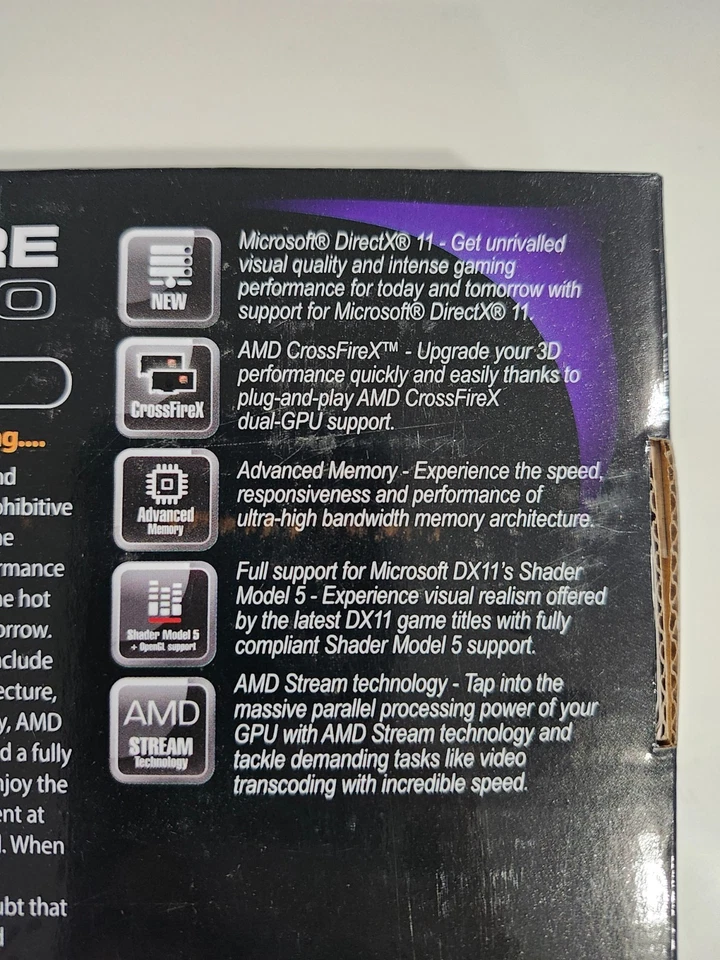 RE
O
g....
nd
ohibitive
e
rmance
e hot
orrow.
nclude
ecture,
y, AMD
d a fully
njoy the
ent at
. When
ubt that
d
NEW
Microsoft® DirectX® 11 - Get unrivalled
visual quality and intense gaming
performance for today and tomorrow with
support for Microsoft® DirectX® 11.
CrossFireX
AMD CrossFireX™ - Upgrade your 3D
performance quickly and easily thanks to
plug-and-play AMD CrossFireX
dual-GPU support.
Advanced
Memory
Advanced Memory - Experience the speed,
responsiveness and performance of
ultra-high bandwidth memory architecture.
Shader Model 5
+ OpenGL support
Full support for Microsoft DX11's Shader
Model 5 - Experience visual realism offered
by the latest DX11 game titles with fully
compliant Shader Model 5 support.
AMD
STREAM
Technology
AMD Stream technology - Tap into the
massive parallel processing power of your
GPU with AMD Stream technology and
tackle demanding tasks like video
transcoding with incredible speed.